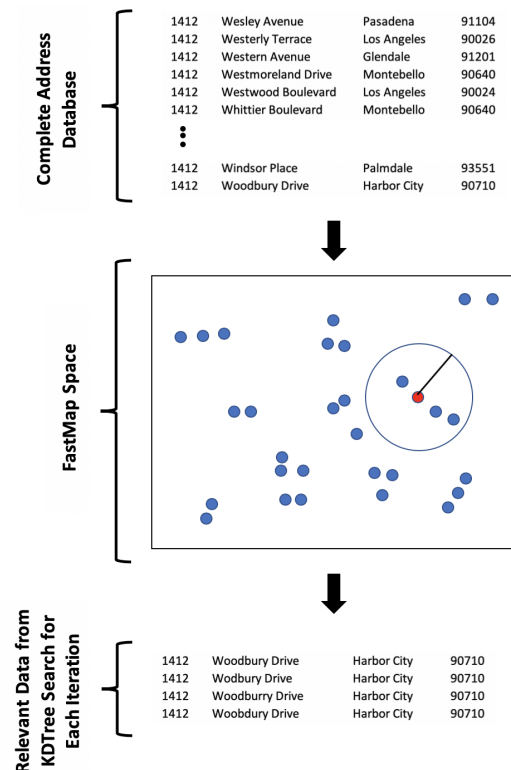 Complete Address
Database
1412 Wesley Avenue Pasadena 91104
1412 Westerly Terrace Los Angeles 90026
1412 Western Avenue Glendale 91201
1412 Westmoreland Drive Montebello 90640
1412 Westwood Boulevard Los Angeles 90024
1412 Whittier Boulevard Montebello 90640
1412 Windsor Place Palmdale 93551
1412 Woodbury Drive Harbor City 90710
FastMap Space
Relevant Data from
KDTree Search for
Each Iteration
1412 Woodbury Drive Harbor City 90710
1412 Wodbury Drive Harbor City 90710
1412 Woodburry Drive Harbor City 90710
1412 Woobdury Drive Harbor City 90710